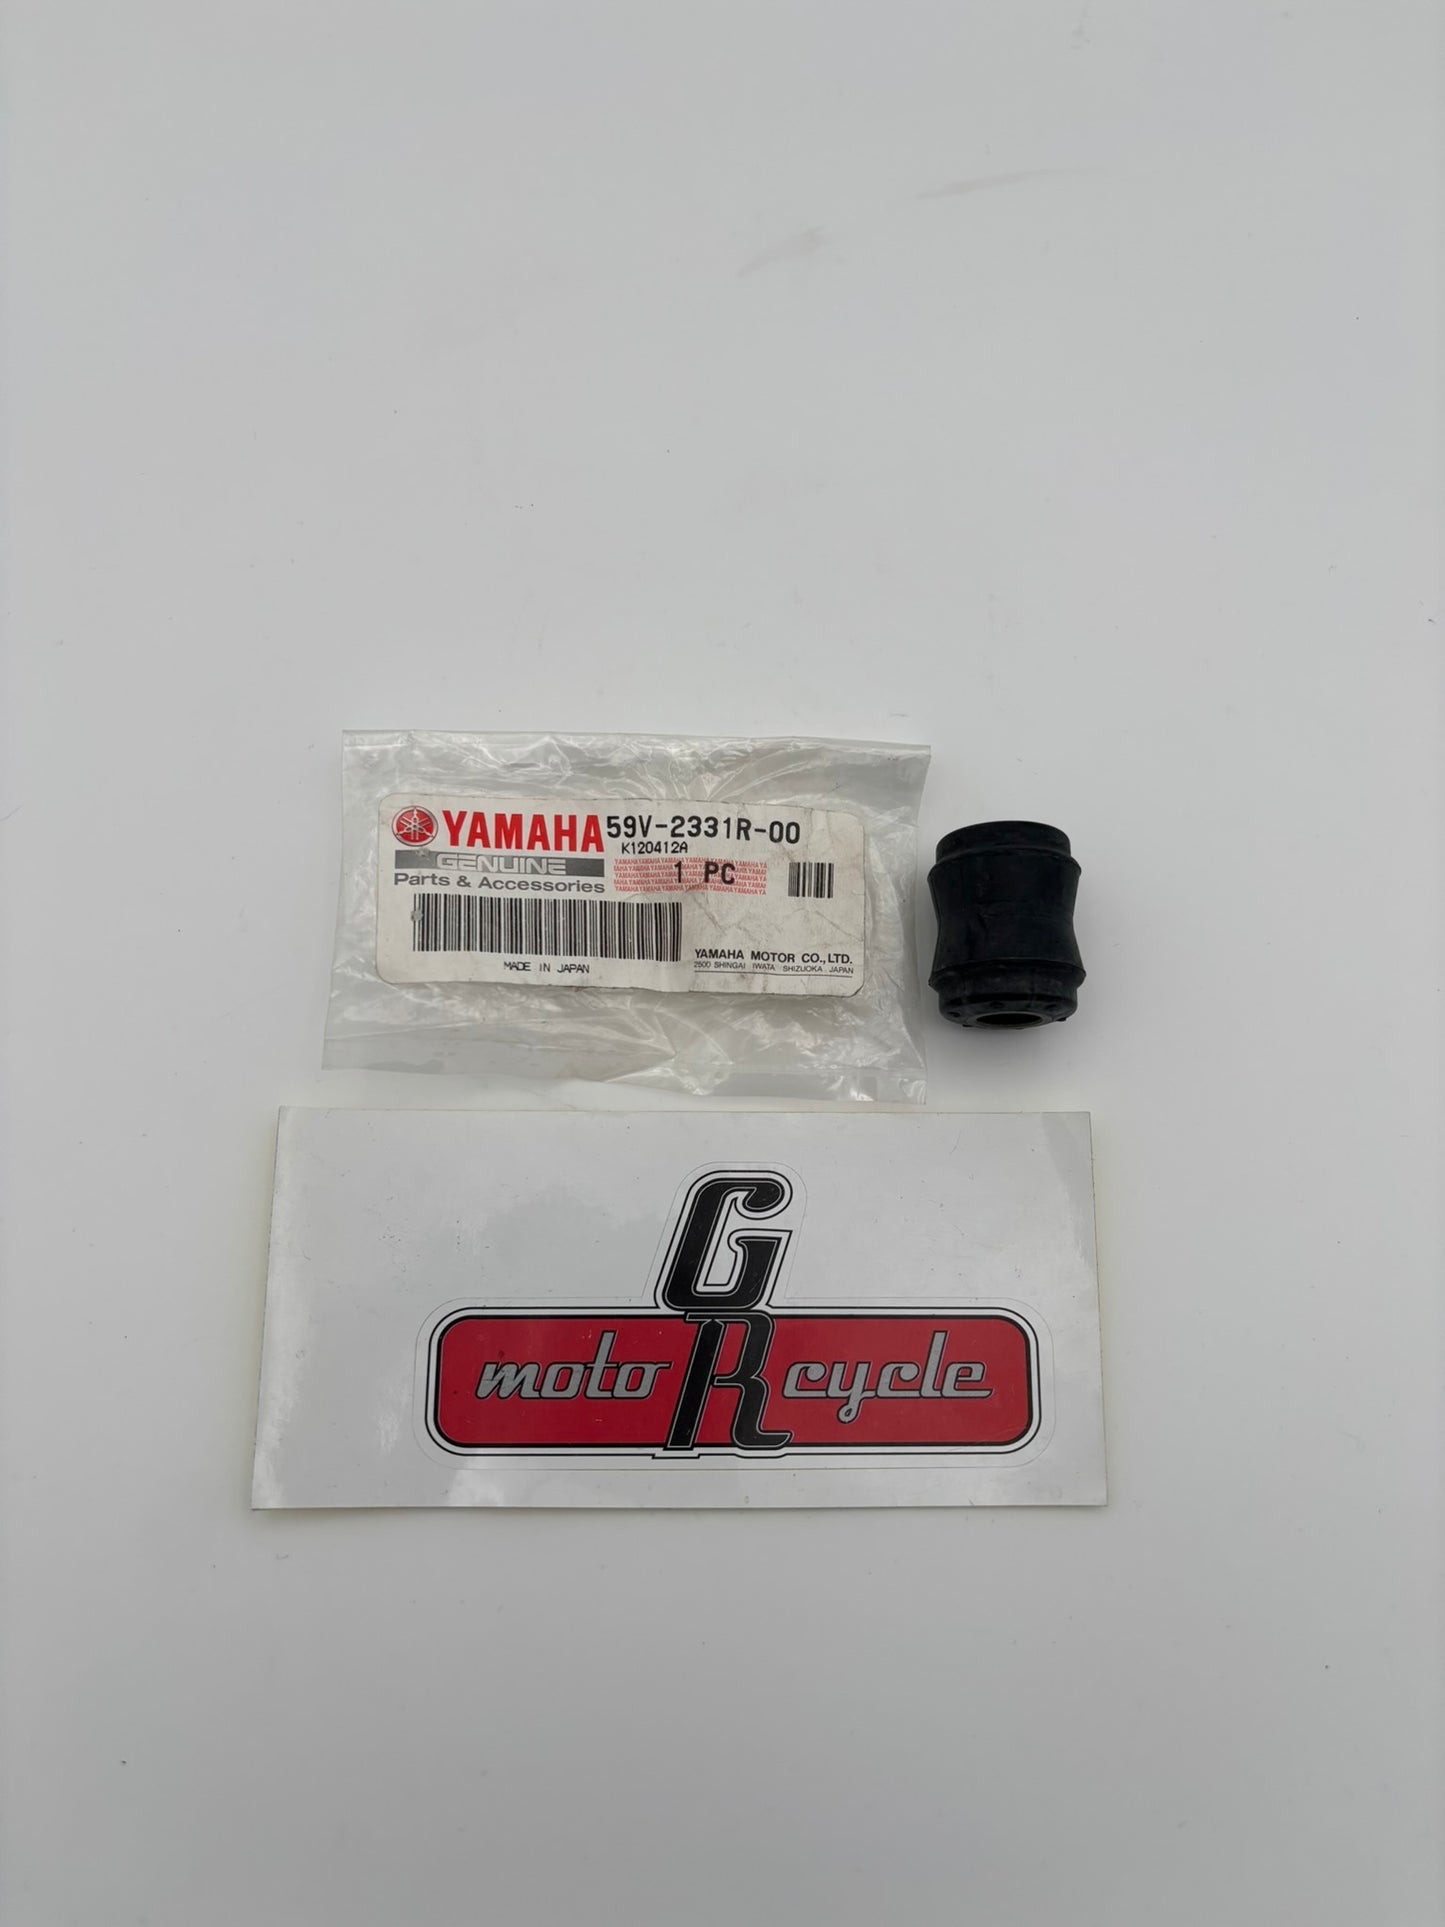 YAMAHA 59V-2331R-00
K120412A
GENUINE
Parts & Accessories
1 PC
MADE IN JAPAN
YAMAHA MOTOR CO.,LTD.
2500 SHINGAI IWATA SHIZUOKA JAPAN
G
moto R cycle